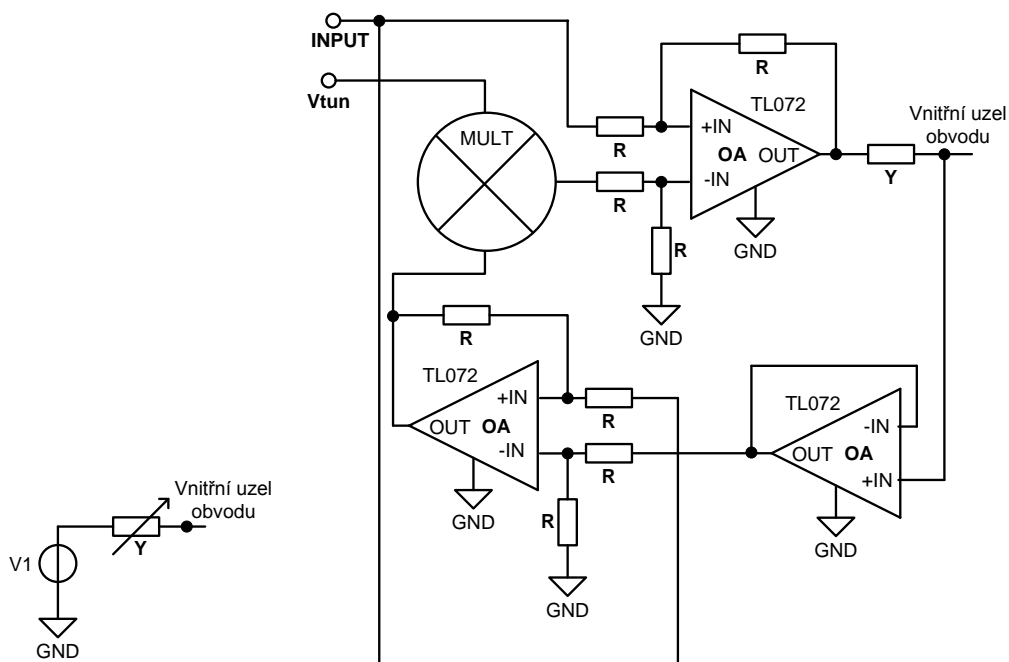 INPUT
Vtun
MULT
R
R
R
R
TL072
+IN
OA OUT
-IN
GND
GND
Y
Vnitřní uzel
obvodu
R
TL072
+IN
OUT OA
-IN
GND
R
R
R
GND
TL072
-IN
OUT OA
+IN
GND
Vnitřní uzel
obvodu
Y
V1
GND